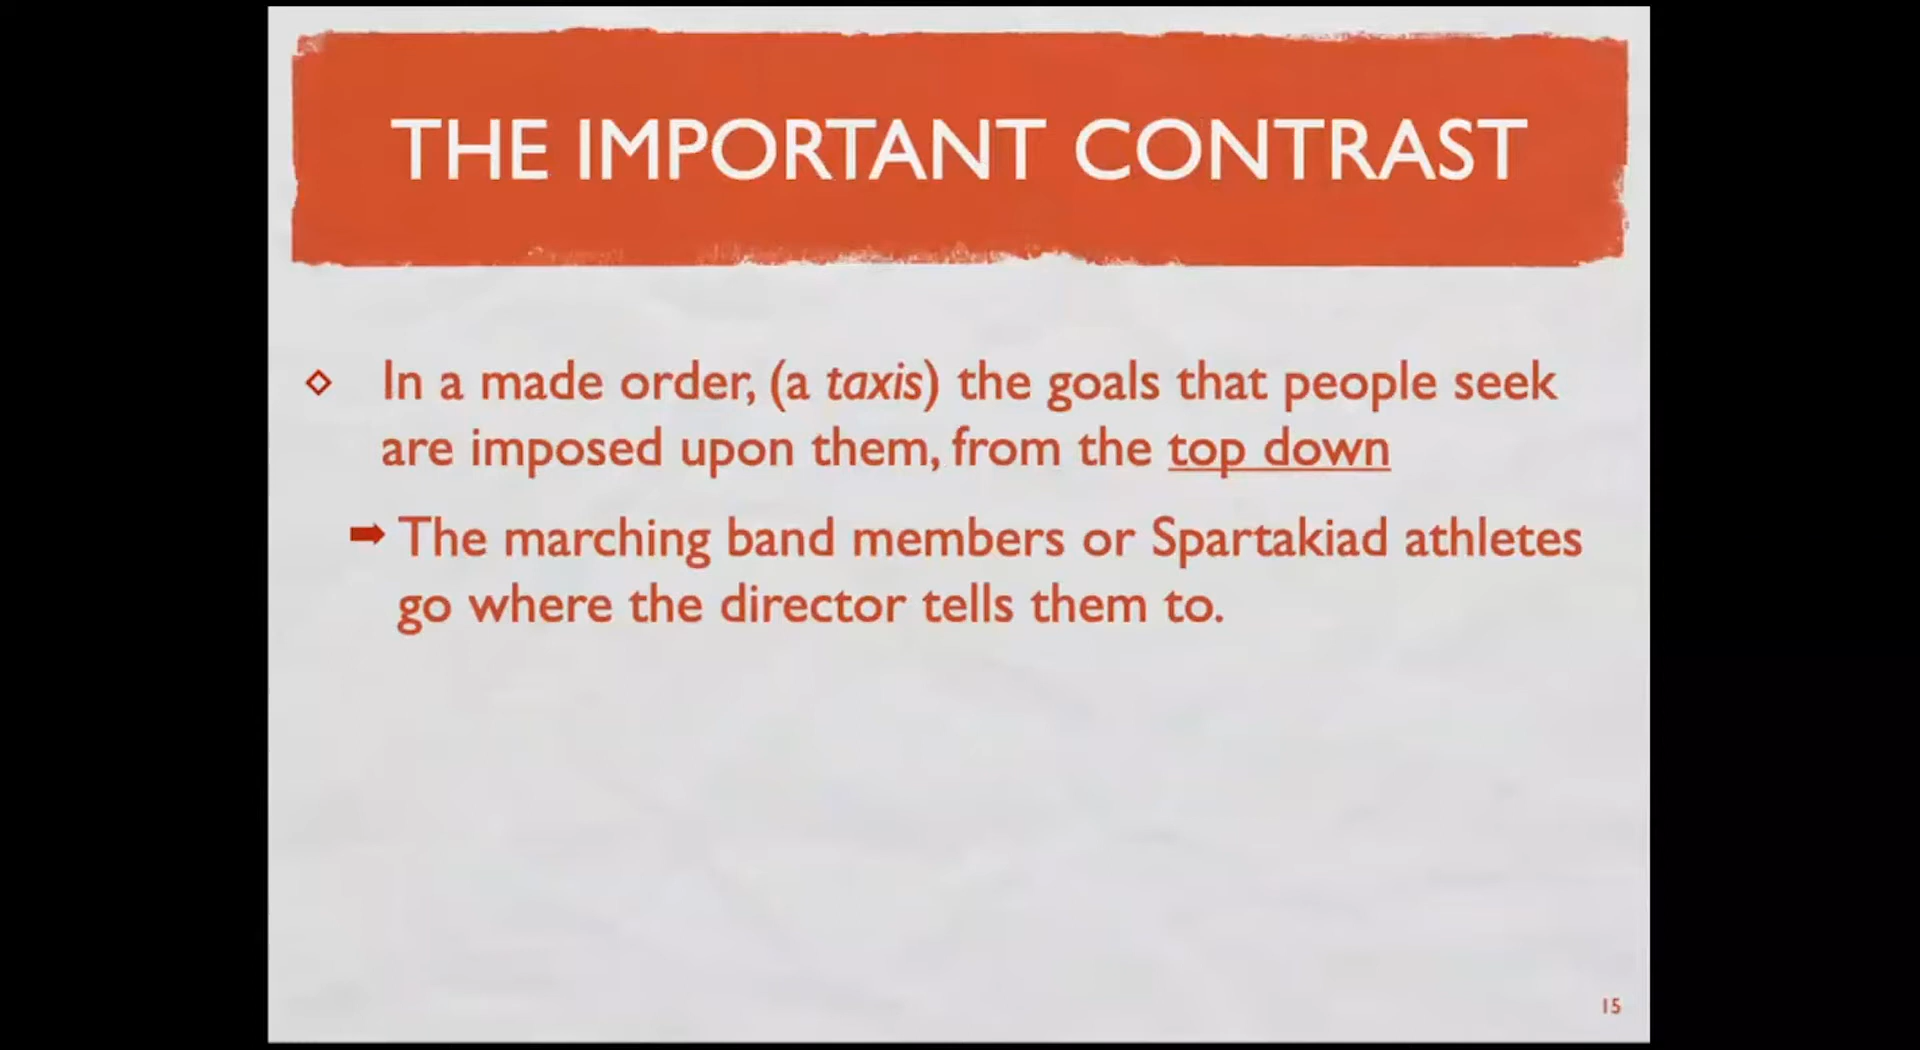 THE IMPORTANT CONTRAST
In a made order, (a taxis) the goals that people seek
are imposed upon them, from the top down
The marching band members or Spartakiad athletes
go where the director tells them to.
15